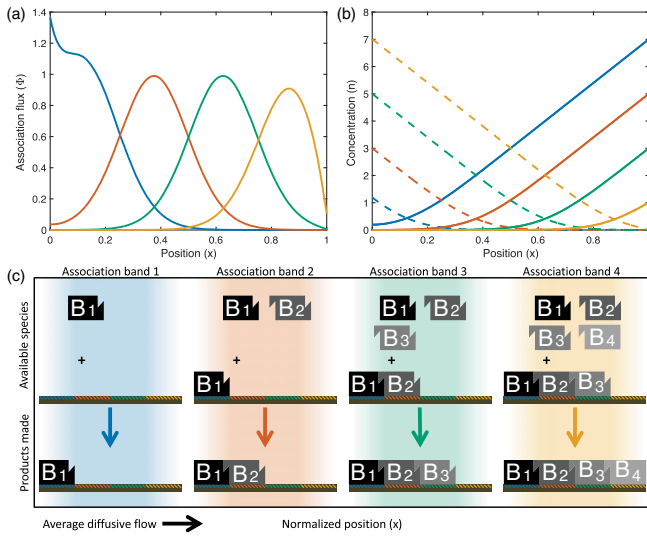 (a)
1.4
1.2
1
0.8
0.6
0.4
0.2
0
Association flux (Φ)
0 0.2 0.4 0.6 0.8 1
Position (x)
(b)
8
7
6
5
4
3
2
1
0
Concentration (n)
0 0.2 0.4 0.6 0.8
Position (x)
(c)
Association band 1 Association band 2 Association band 3 Association band 4
Available species
B1 B1 B2 B1 B2 B1 B2
B3 B3 B4
+ + + +
B1 B1 B2 B1 B2 B3
Products made
B1 B1 B2 B1 B2 B3 B1 B2 B3 B4
Average diffusive flow Normalized position (x)